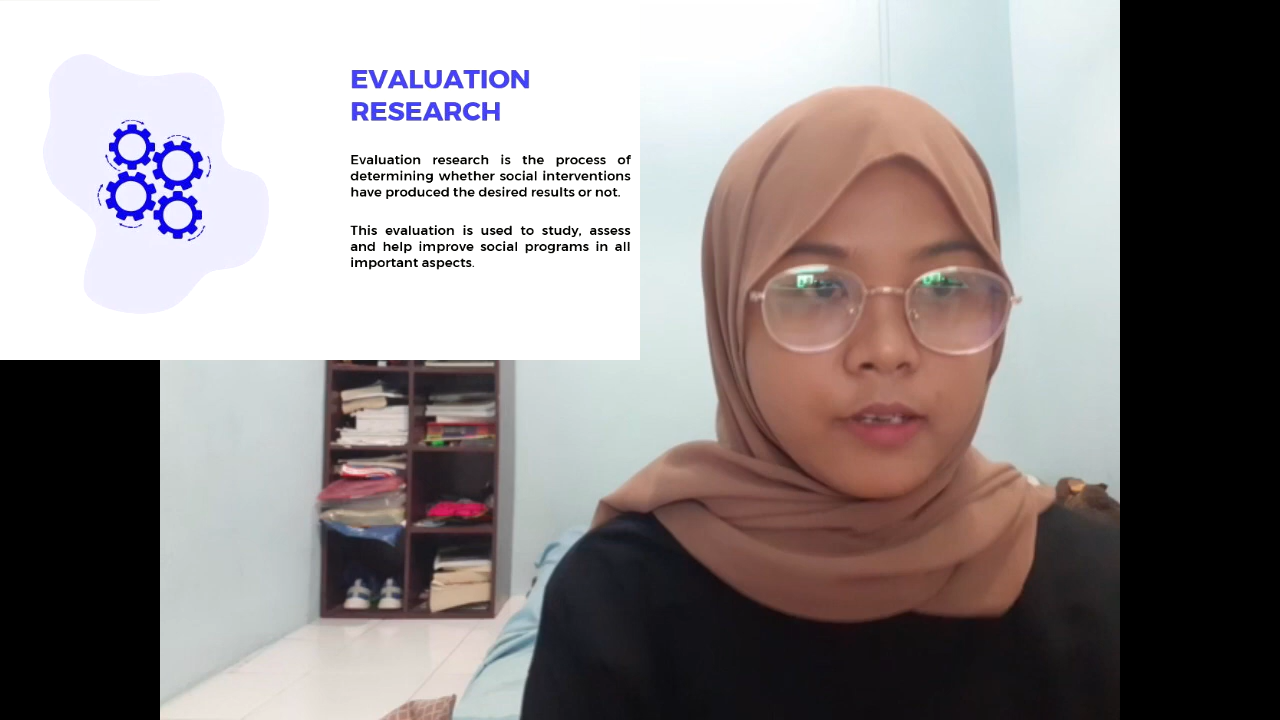 EVALUATION
RESEARCH
Evaluation research is the process of
determining whether social interventions
have produced the desired results or not.
This evaluation is used to study, assess
and help improve social programs in all
important aspects.